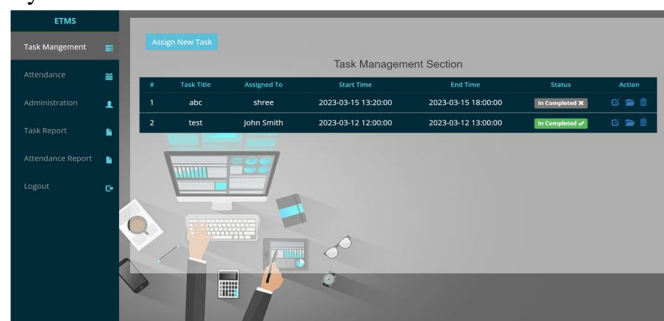 ETMS
Task Mangement
Attendance
Administration
Task Report
Attendance Report
Logout
Assign New Task
Task Management Section
# Task Title Assigned To Start Time End Time Status Action
1 abc shree 2023-03-15 13:20:00 2023-03-15 18:00:00 In Completed
2 test John Smith 2023-03-12 12:00:00 2023-03-12 13:00:00 In Completed